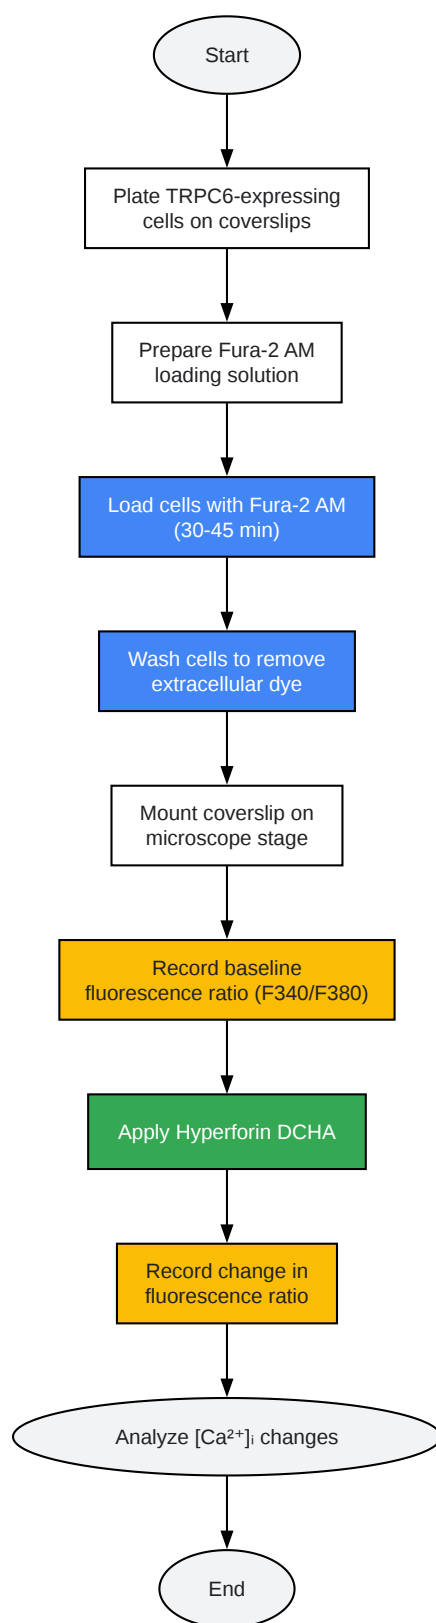 Start
Plate TRPC6-expressing
cells on coverslips
Prepare Fura-2 AM
loading solution
Load cells with Fura-2 AM
(30-45 min)
Wash cells to remove
extracellular dye
Mount coverslip on
microscope stage
Record baseline
fluorescence ratio (F340/F380)
Apply Hyperforin DCHA
Record change in
fluorescence ratio
Analyze [Ca²⁺]ᵢ changes
End